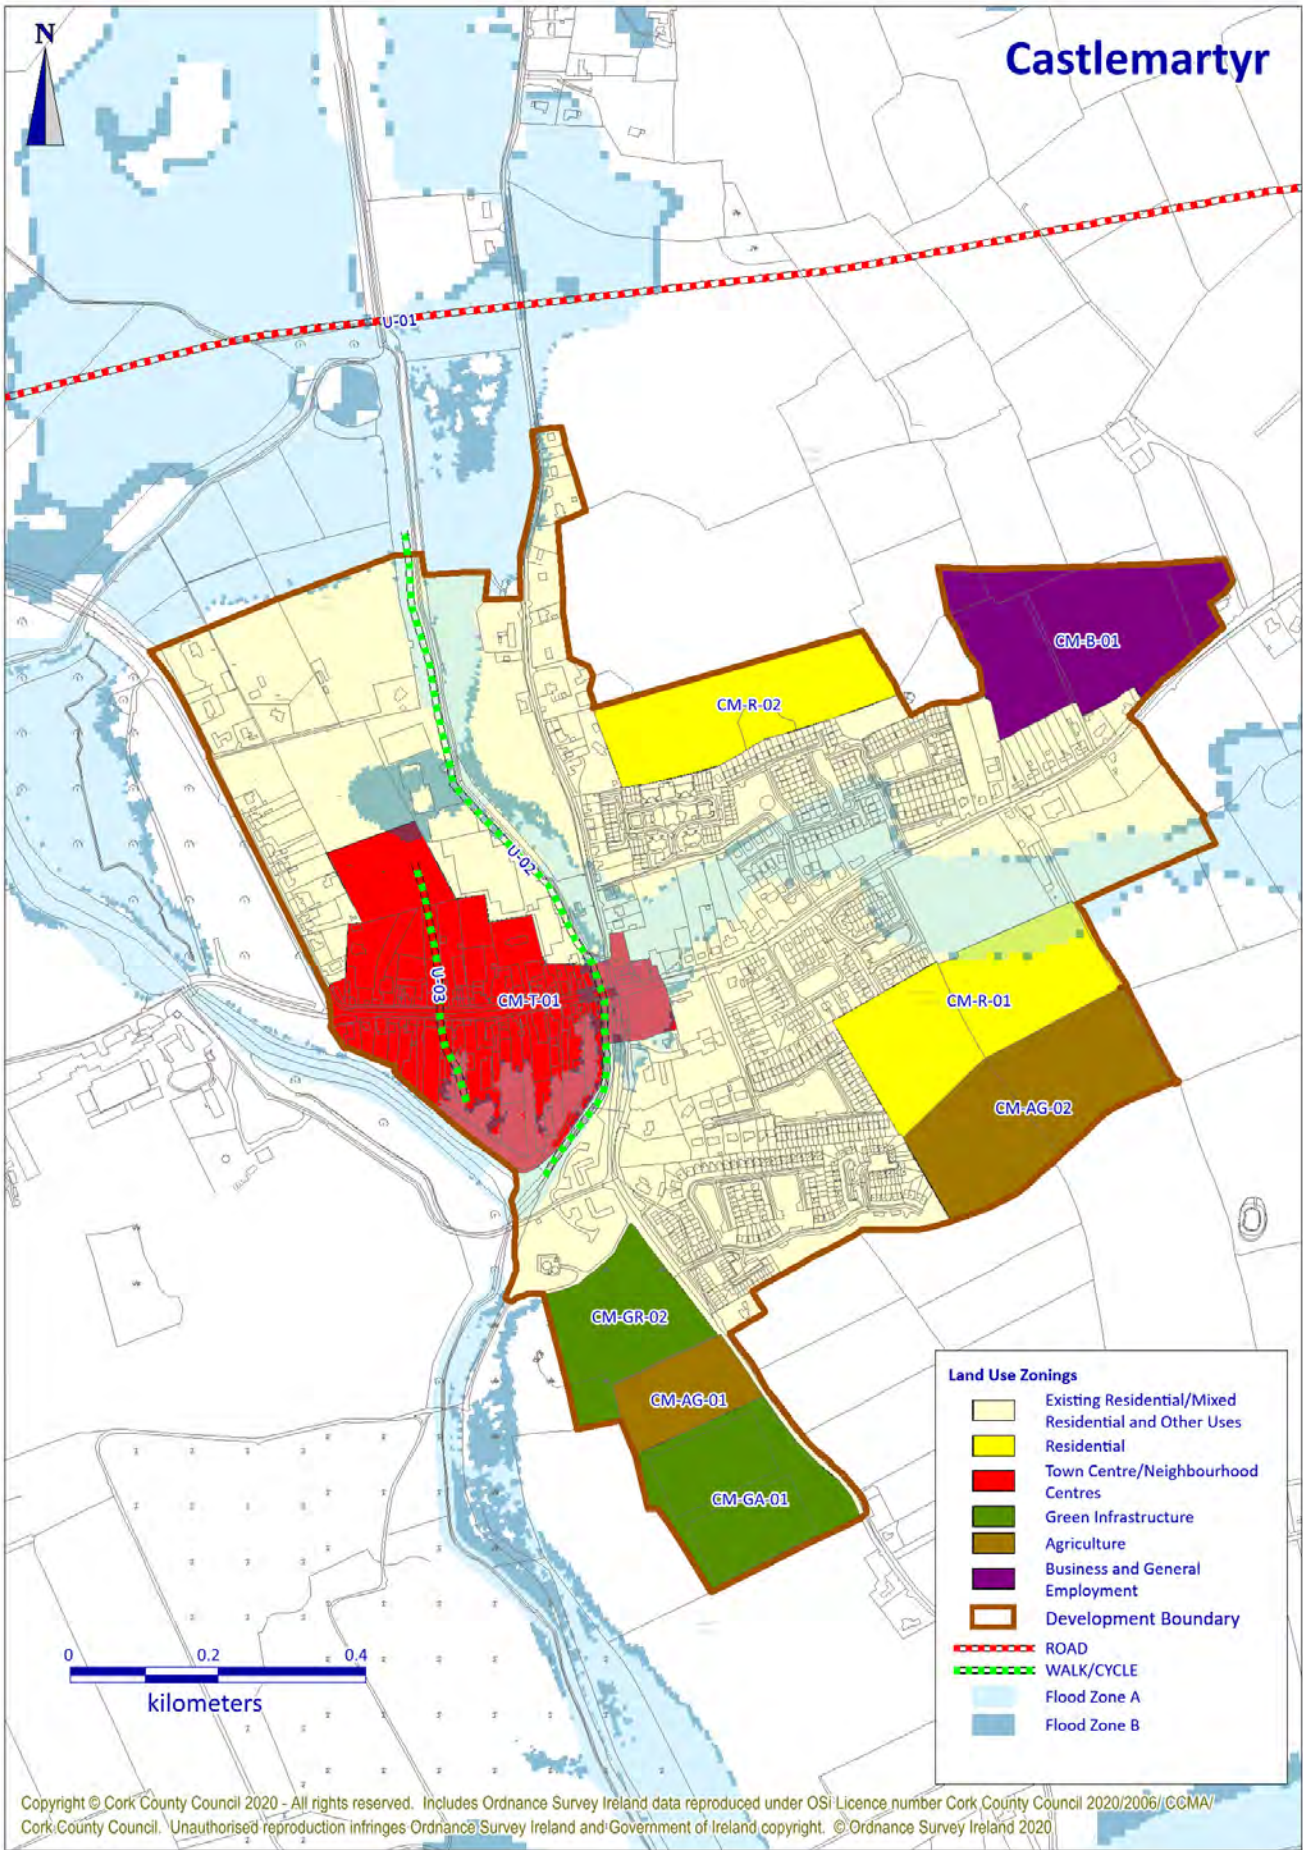 N
Castlemartyr
U-01
CM-B-01
CM-R-02
U-02
U-03
CM-T-01
CM-R-01
CM-AG-02
CM-GR-02
CM-AG-01
CM-GA-01
Land Use Zonings
Existing Residential/Mixed
Residential and Other Uses
Residential
Town Centre/Neighbourhood
Centres
Green Infrastructure
Agriculture
Business and General
Employment
Development Boundary
ROAD
WALK/CYCLE
Flood Zone A
Flood Zone B
0 0.2 0.4
kilometers
Copyright © Cork County Council 2020 - All rights reserved. Includes Ordnance Survey Ireland data reproduced under OSi Licence number Cork County Council 2020/2006/ CCMA/
Cork County Council. Unauthorised reproduction infringes Ordnance Survey Ireland and Government of Ireland copyright. © Ordnance Survey Ireland 2020